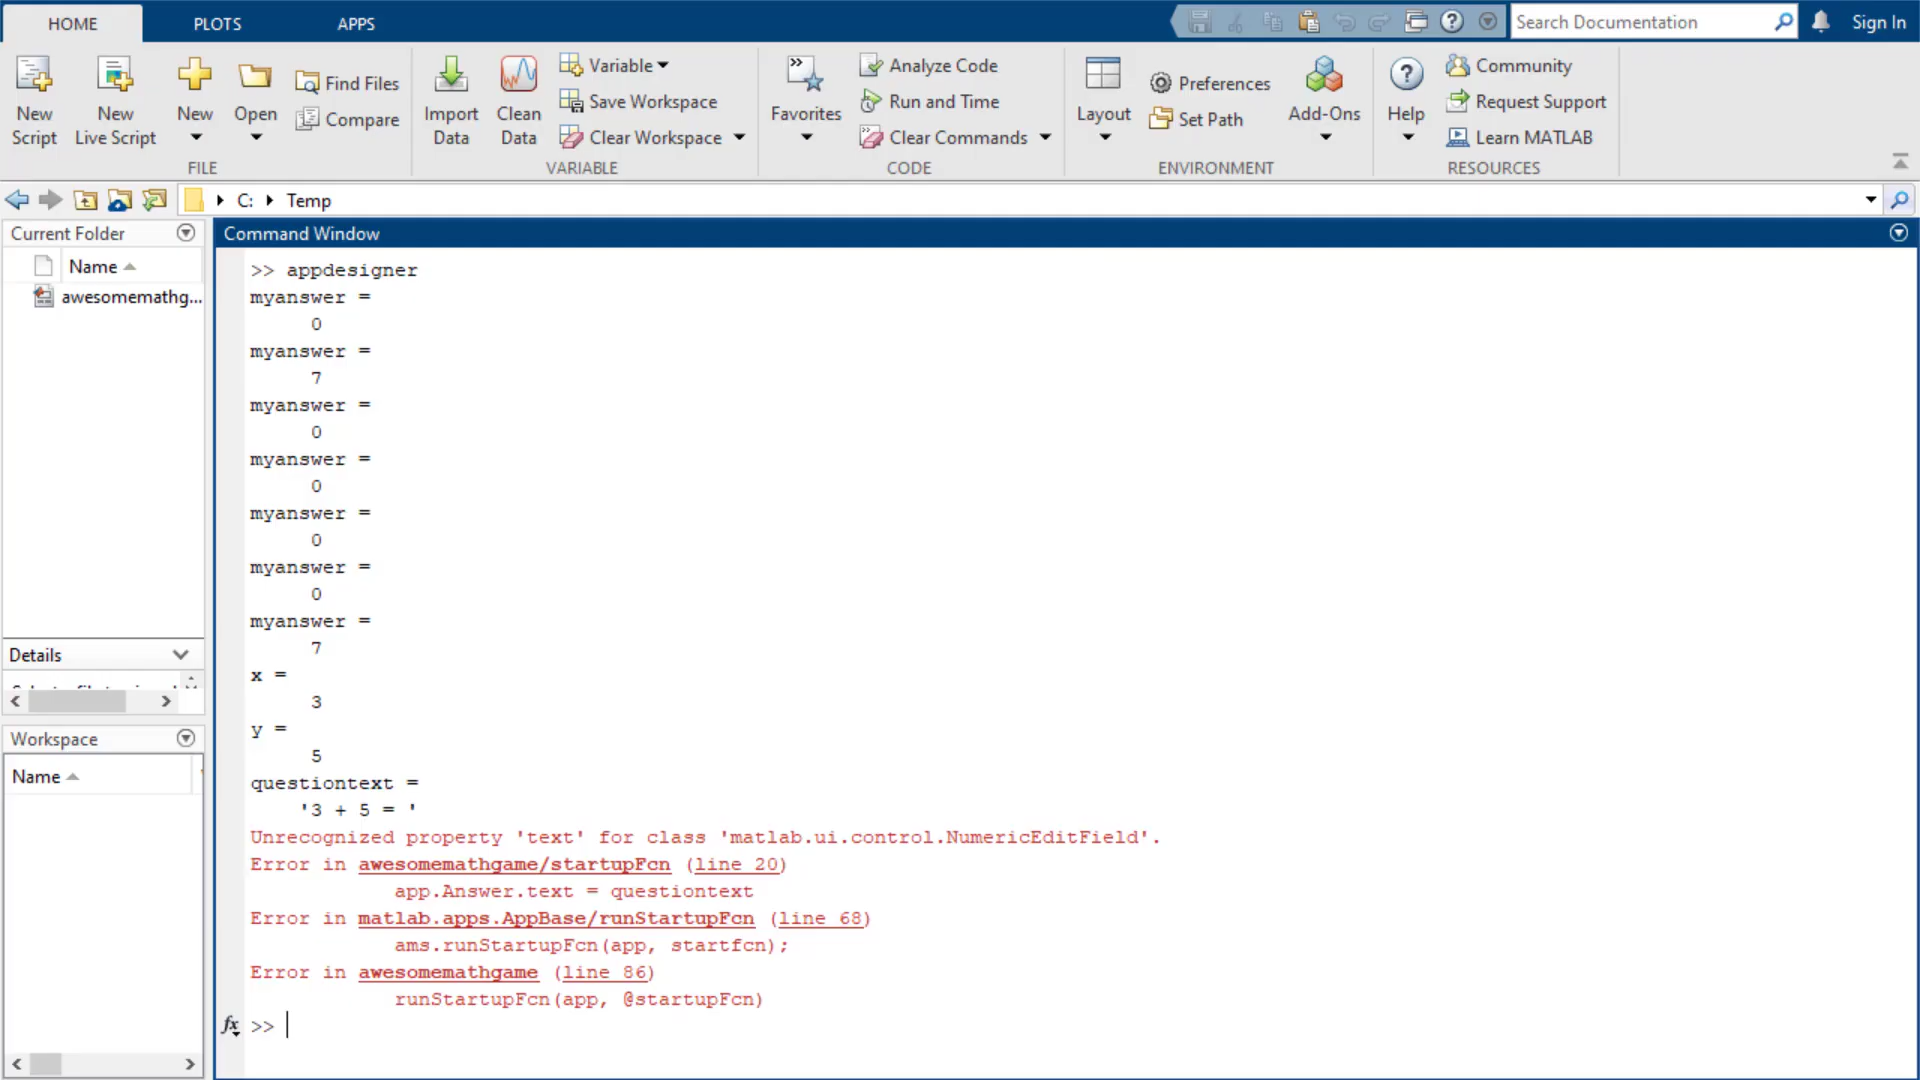 HOME PLOTS APPS
Search Documentation Sign In
New Script
New Live Script
New
Open
Find Files
Compare
FILE
Import Data
Clean Data
Variable
Save Workspace
Clear Workspace
VARIABLE
Favorites
Analyze Code
Run and Time
Clear Commands
CODE
Layout
Preferences
Set Path
Add-Ons
ENVIRONMENT
Help
Community
Request Support
Learn MATLAB
RESOURCES
C: Temp
Current Folder
Name
awesomemathg...
Details
Workspace
Name
Command Window
>> appdesigner
myanswer =
0
myanswer =
7
myanswer =
0
myanswer =
0
myanswer =
0
myanswer =
0
myanswer =
7
x =
3
y =
5
questiontext =
'3 + 5 = '
Unrecognized property 'text' for class 'matlab.ui.control.NumericEditField'.
Error in awesomemathgame/startupFcn (line 20)
app.Answer.text = questiontext
Error in matlab.apps.AppBase/runStartupFcn (line 68)
ams.runStartupFcn(app, startfcn);
Error in awesomemathgame (line 86)
runStartupFcn(app, @startupFcn)
fx >>